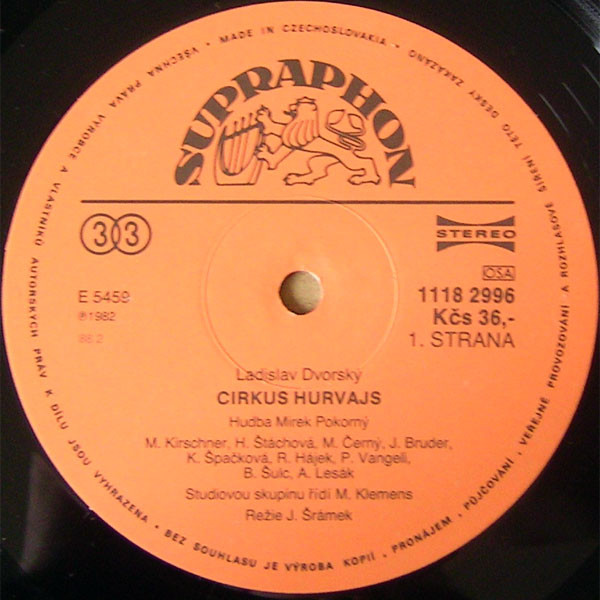 VŠECHNA PRÁVA VÝROBCE A VLASTNÍKŮ AUTORSKÝCH PRÁV K DÍLU JSOU VYHRAZENA • BEZ SOUHLASU JE VÝROBA KOPIÍ, PRONÁJEM, PŮJČOVÁNÍ, VEŘEJNÉ PROVOZOVÁNÍ A ROZHLASOVÉ ŠÍŘENÍ TÉTO DESKY ZAKÁZÁNO • MADE IN CZECHOSLOVAKIA •
SUPRAPHON
33
STEREO
OSA
E 5459
1118 2996
℗1982
Kčs 36,-
88.2
1. STRANA
Ladislav Dvorský
CIRKUS HURVAJS
Hudba Mirek Pokorný
M. Kirschner, H. Štáchová, M. Černý, J. Bruder,
K. Špačková, R. Hájek, P. Vangeli,
B. Šulc, A. Lesák
Studiovou skupinu řídí M. Klemens
Režie J. Šrámek